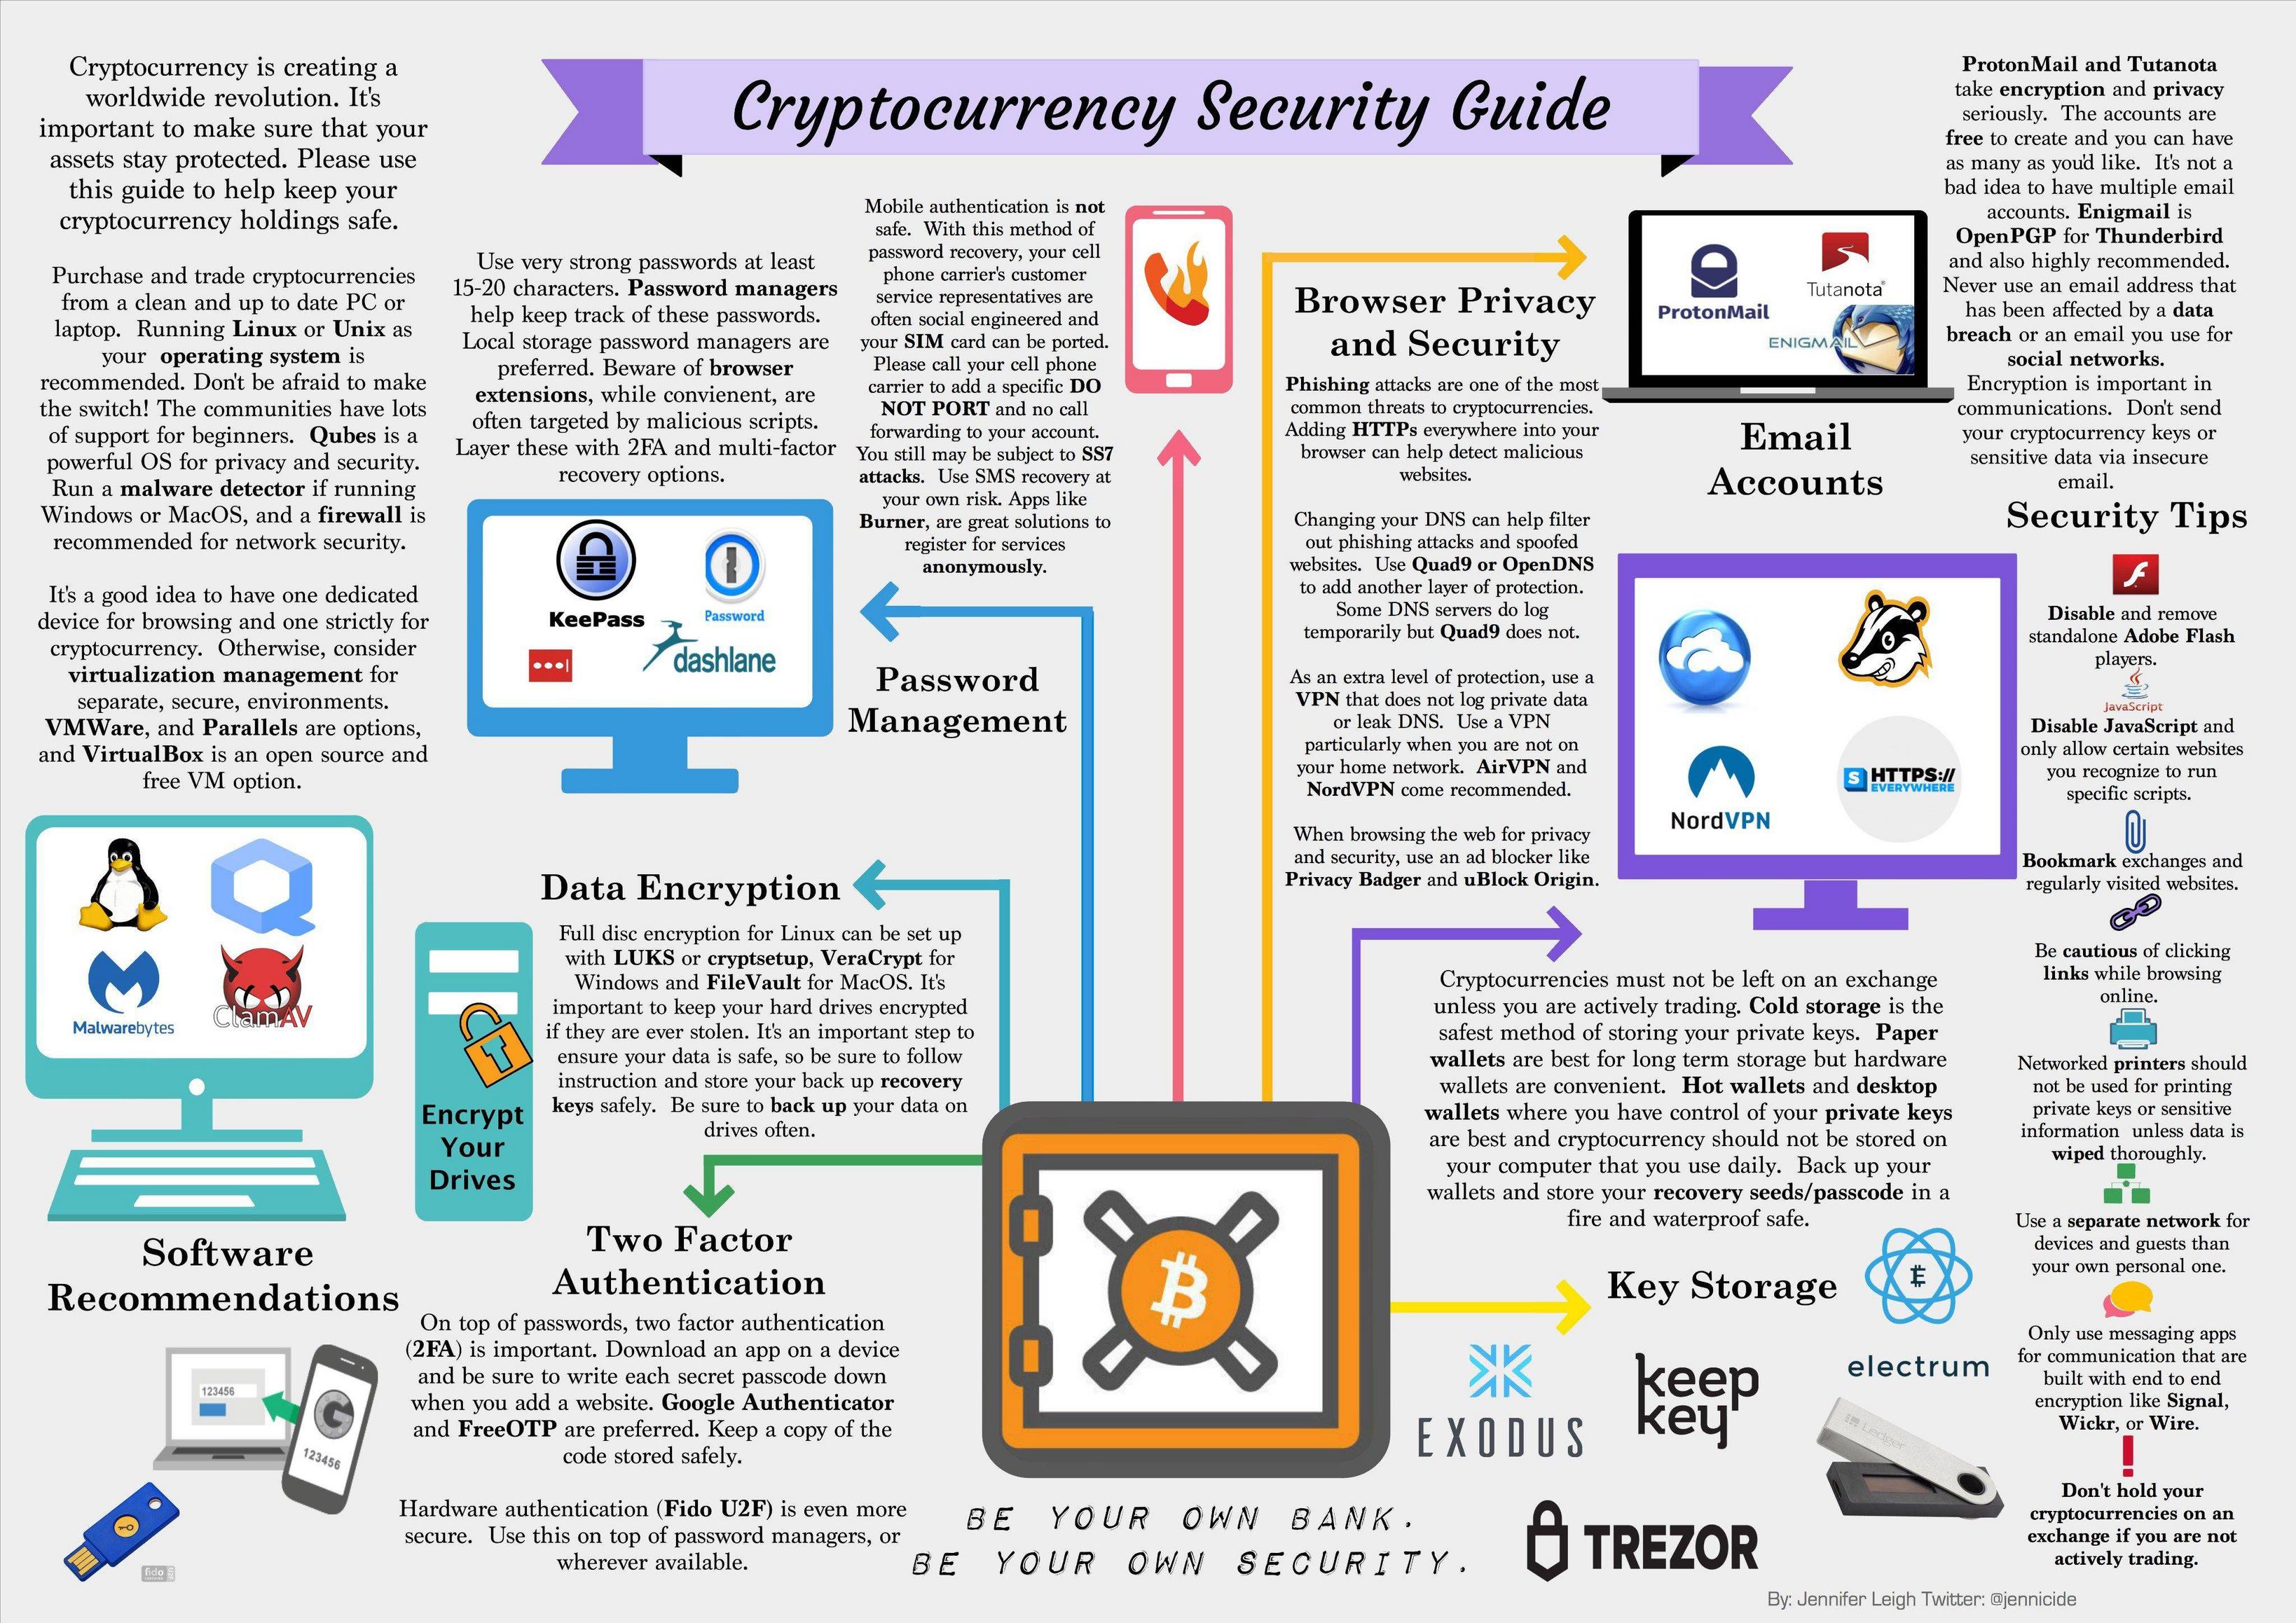 Cryptocurrency Security Guide
Cryptocurrency is creating a
worldwide revolution. It's
important to make sure that your
assets stay protected. Please use
this guide to help keep your
cryptocurrency holdings safe.
Purchase and trade cryptocurrencies
from a clean and up to date PC or
laptop. Running Linux or Unix as
your operating system is
recommended. Don't be afraid to make
the switch! The communities have lots
of support for beginners. Qubes is a
powerful OS for privacy and security.
Run a malware detector if running
Windows or MacOS, and a firewall is
recommended for network security.
It's a good idea to have one dedicated
device for browsing and one strictly for
cryptocurrency. Otherwise, consider
virtualization management for
separate, secure, environments.
VMWare, and Parallels are options,
and VirtualBox is an open source and
free VM option.
Malwarebytes
ClamAV
Software
Recommendations
Use very strong passwords at least
15-20 characters. Password managers
help keep track of these passwords.
Local storage password managers are
preferred. Beware of browser
extensions, while convienent, are
often targeted by malicious scripts.
Layer these with 2FA and multi-factor
recovery options.
KeePass
Password
dashlane
Password
Management
Mobile authentication is not
safe. With this method of
password recovery, your cell
phone carrier's customer
service representatives are
often social engineered and
your SIM card can be ported.
Please call your cell phone
carrier to add a specific DO
NOT PORT and no call
forwarding to your account.
You still may be subject to SS7
attacks. Use SMS recovery at
your own risk. Apps like
Burner, are great solutions to
register for services
anonymously.
Data Encryption
Full disc encryption for Linux can be set up
with LUKS or cryptsetup, VeraCrypt for
Windows and FileVault for MacOS. It's
important to keep your hard drives encrypted
if they are ever stolen. It's an important step to
ensure your data is safe, so be sure to follow
instruction and store your back up recovery
keys safely. Be sure to back up your data on
drives often.
Encrypt
Your
Drives
Two Factor
Authentication
On top of passwords, two factor authentication
(2FA) is important. Download an app on a device
and be sure to write each secret passcode down
when you add a website. Google Authenticator
and FreeOTP are preferred. Keep a copy of the
code stored safely.
Hardware authentication (Fido U2F) is even more
secure. Use this on top of password managers, or
wherever available.
123456
123456
fido
Browser Privacy
and Security
Phishing attacks are one of the most
common threats to cryptocurrencies.
Adding HTTPs everywhere into your
browser can help detect malicious
websites.
Changing your DNS can help filter
out phishing attacks and spoofed
websites. Use Quad9 or OpenDNS
to add another layer of protection.
Some DNS servers do log
temporarily but Quad9 does not.
As an extra level of protection, use a
VPN that does not log private data
or leak DNS. Use a VPN
particularly when you are not on
your home network. AirVPN and
NordVPN come recommended.
When browsing the web for privacy
and security, use an ad blocker like
Privacy Badger and uBlock Origin.
NordVPN
S HTTPS://
EVERYWHERE
ProtonMail
Tutanota
ENIGMAIL
Email
Accounts
ProtonMail and Tutanota
take encryption and privacy
seriously. The accounts are
free to create and you can have
as many as you'd like. It's not a
bad idea to have multiple email
accounts. Enigmail is
OpenPGP for Thunderbird
and also highly recommended.
Never use an email address that
has been affected by a data
breach or an email you use for
social networks.
Encryption is important in
communications. Don't send
your cryptocurrency keys or
sensitive data via insecure
email.
Cryptocurrencies must not be left on an exchange
unless you are actively trading. Cold storage is the
safest method of storing your private keys. Paper
wallets are best for long term storage but hardware
wallets are convenient. Hot wallets and desktop
wallets where you have control of your private keys
are best and cryptocurrency should not be stored on
your computer that you use daily. Back up your
wallets and store your recovery seeds/passcode in a
fire and waterproof safe.
Key Storage
EXODUS
keep
key
electrum
Ledger
TREZOR
BE YOUR OWN BANK.
BE YOUR OWN SECURITY.
Security Tips
Disable and remove
standalone Adobe Flash
players.
JavaScript
Disable JavaScript and
only allow certain websites
you recognize to run
specific scripts.
Bookmark exchanges and
regularly visited websites.
Be cautious of clicking
links while browsing
online.
Networked printers should
not be used for printing
private keys or sensitive
information unless data is
wiped thoroughly.
Use a separate network for
devices and guests than
your own personal one.
Only use messaging apps
for communication that are
built with end to end
encryption like Signal,
Wickr, or Wire.
Don't hold your
cryptocurrencies on an
exchange if you are not
actively trading.
By: Jennifer Leigh Twitter: @jennicide